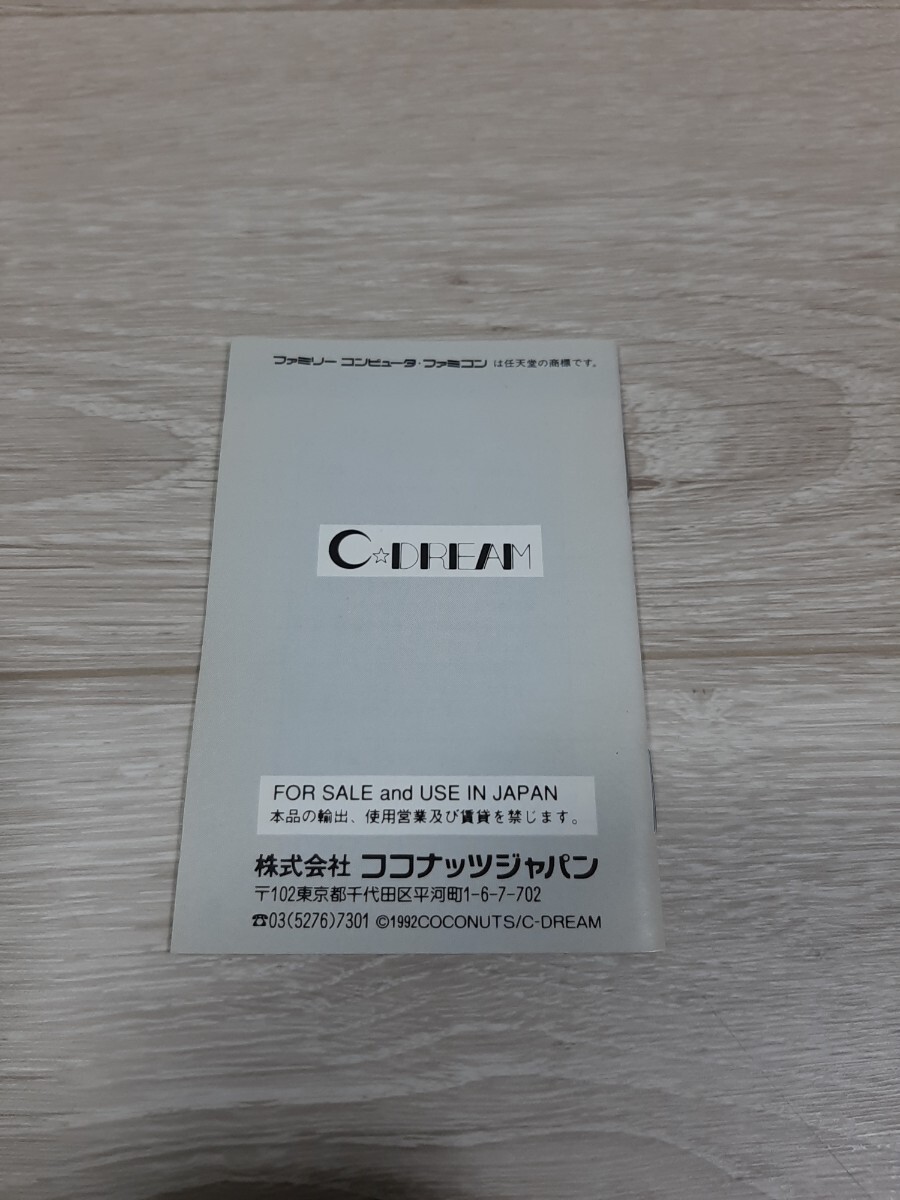 ファミリー コンピュータ・ファミコン は任天堂の商標です。
C☆DREAM
FOR SALE and USE IN JAPAN
本品の輸出、使用営業及び賃貸を禁じます。
株式会社 ココナッツジャパン
〒102東京都千代田区平河町1-6-7-702
☎03(5276)7301 ©1992COCONUTS/C-DREAM